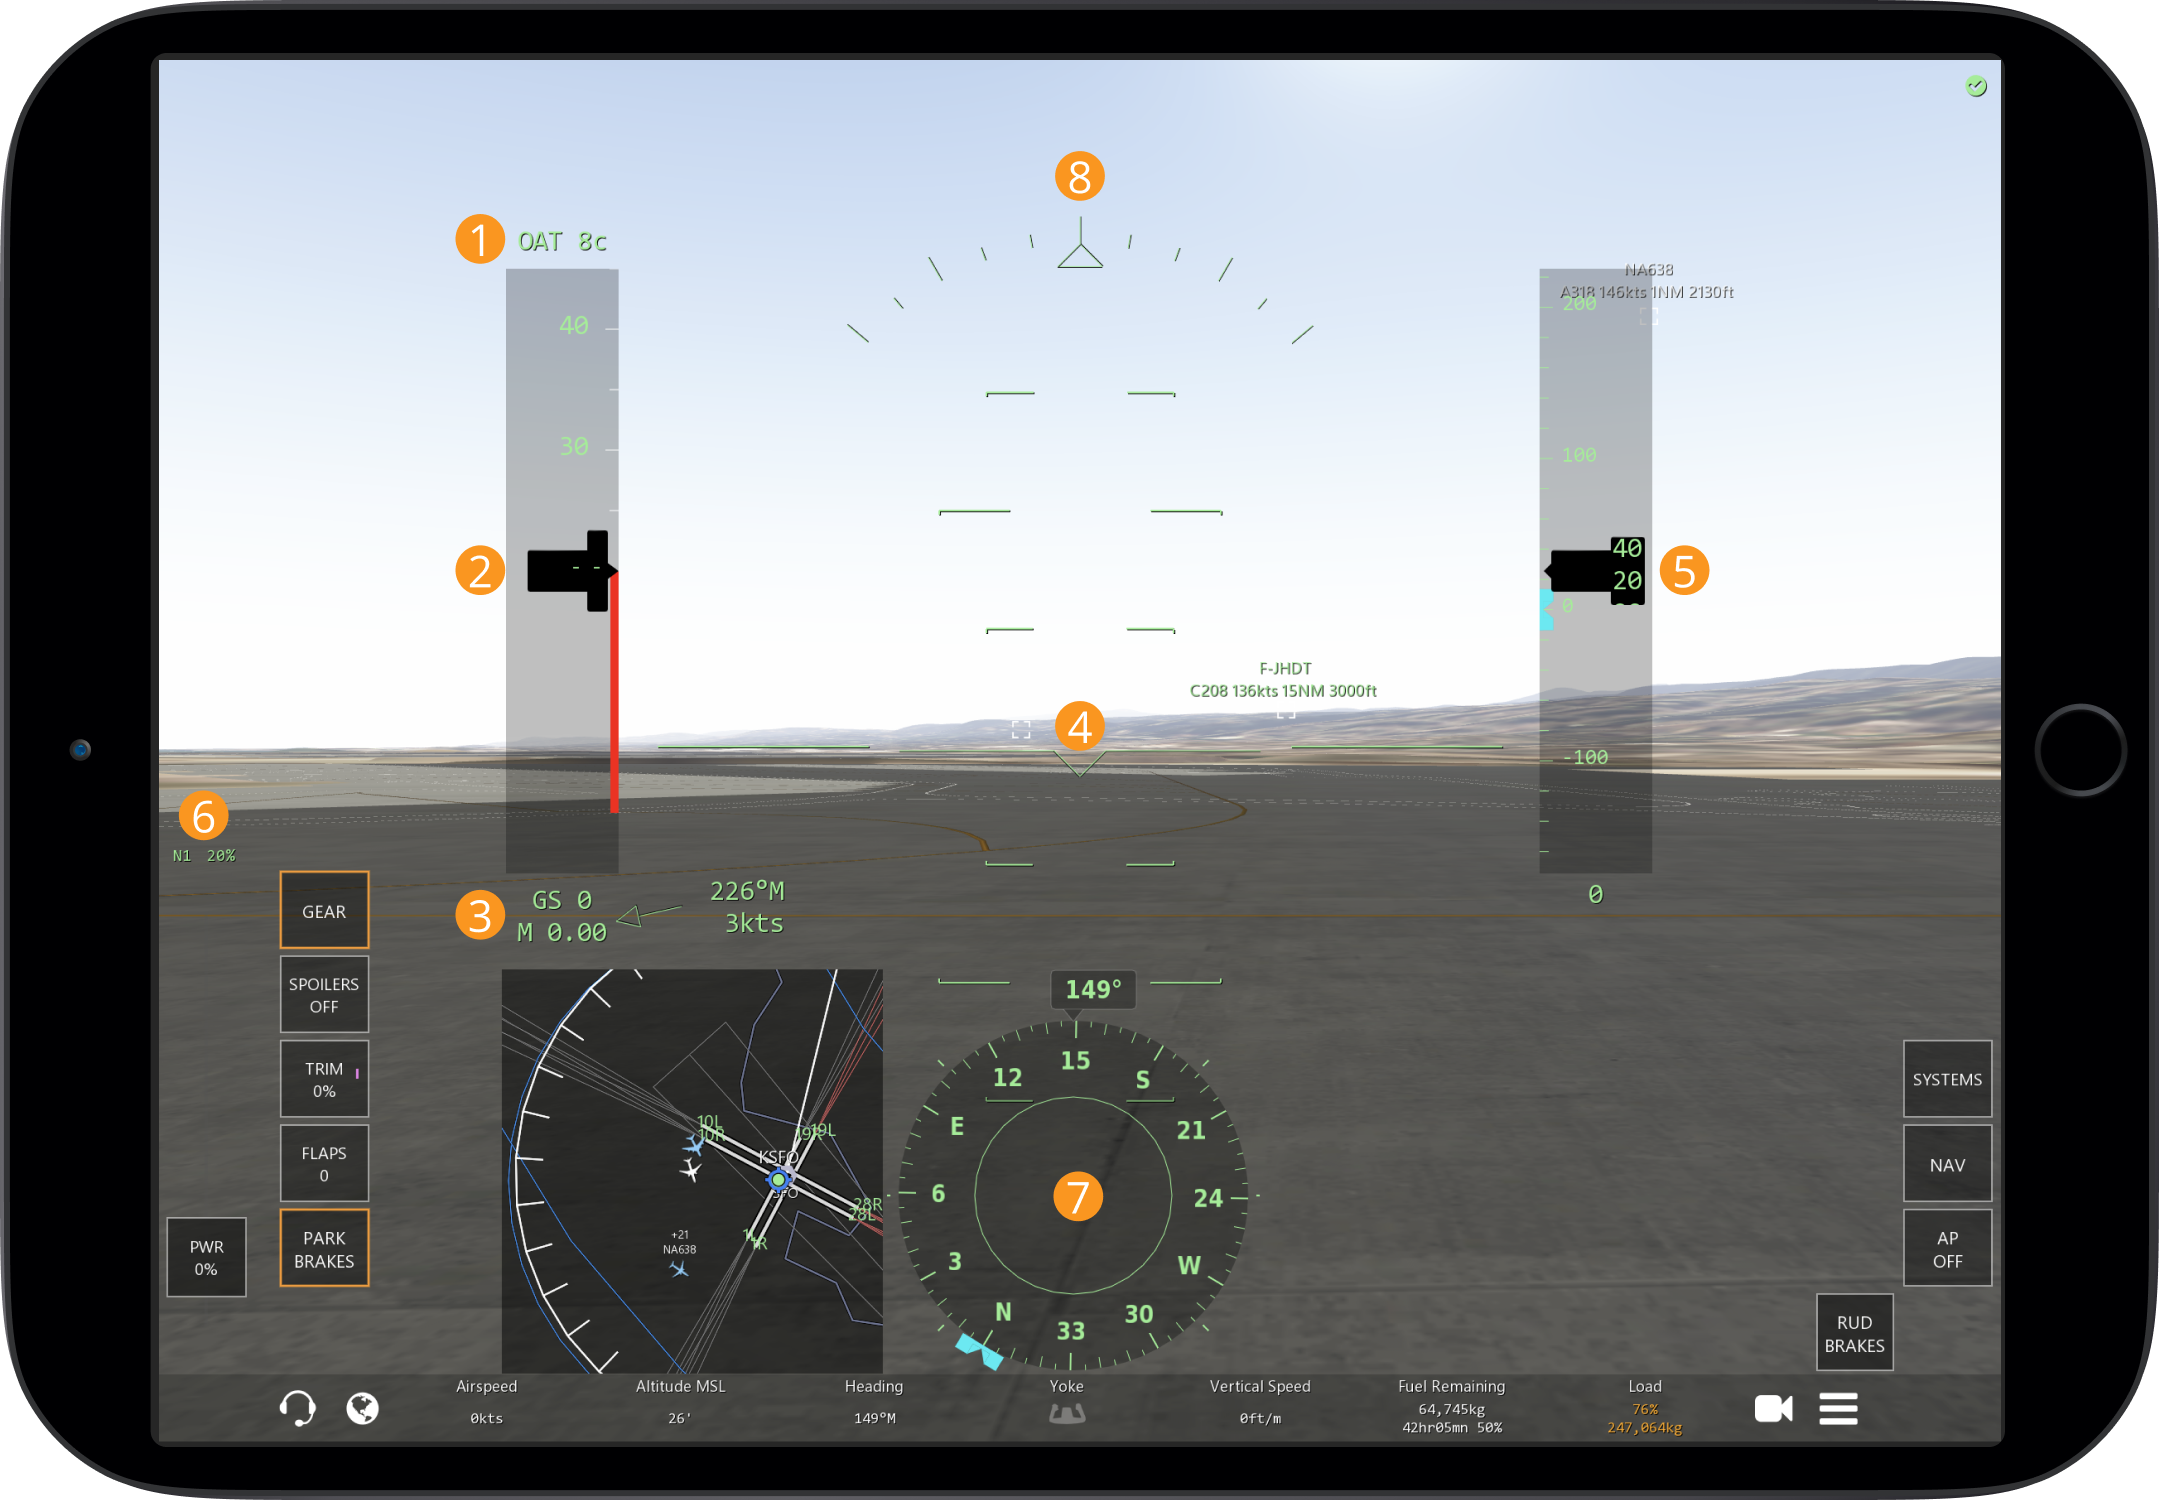 8
1
OAT 8c
NA638
A318 146kts 1NM 2130ft
200
40
30
100
2
- -
40
20
5
0
F-JHDT
C208 136kts 15NM 3000ft
4
-100
6
N1 20%
GEAR
3
GS 0
M 0.00
226°M
3kts
0
SPOILERS
OFF
149°
TRIM
0%
FLAPS
0
PARK
BRAKES
PWR
0%
10L
10R
19R
19L
KSFO
SFO
28R
28L
1R
+21
NA638
12
15
S
E
21
6
7
24
3
W
N
33
30
SYSTEMS
NAV
AP
OFF
RUD
BRAKES
Airspeed
0kts
Altitude MSL
26'
Heading
149°M
Yoke
Vertical Speed
0ft/m
Fuel Remaining
64,745kg
42hr05mn 50%
Load
76%
247,064kg